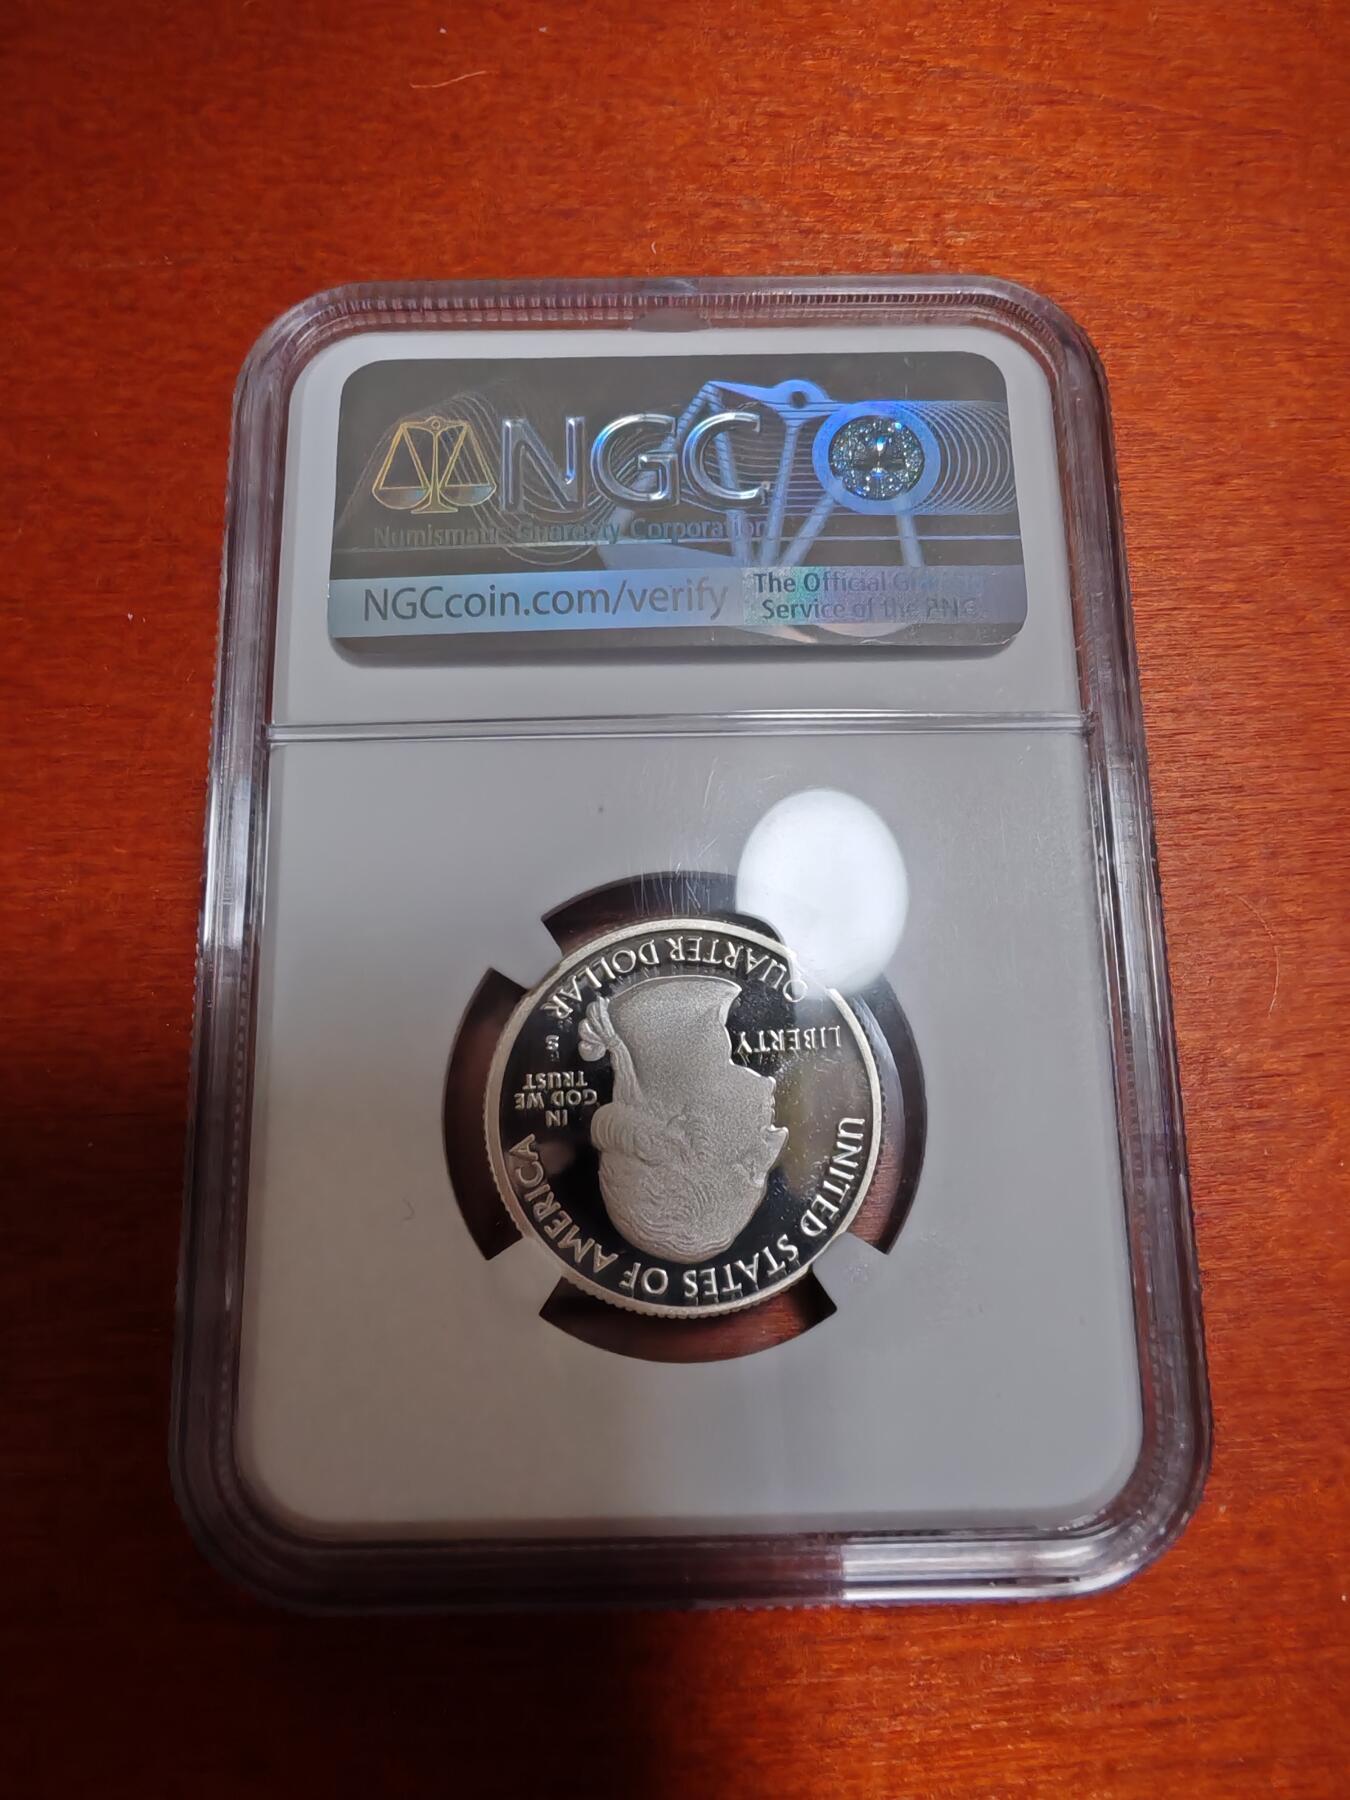 NGC
Numismatic Guaranty Corporation
NGCcoin.com/verify
The Official Grading
Service of the PNG
UNITED STATES OF AMERICA
LIBERTY
IN
GOD WE
TRUST
S
QUARTER DOLLAR